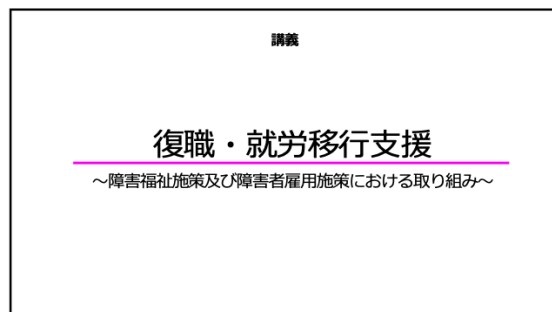 講義
復職・就労移行支援
～障害福祉施策及び障害者雇用施策における取り組み～